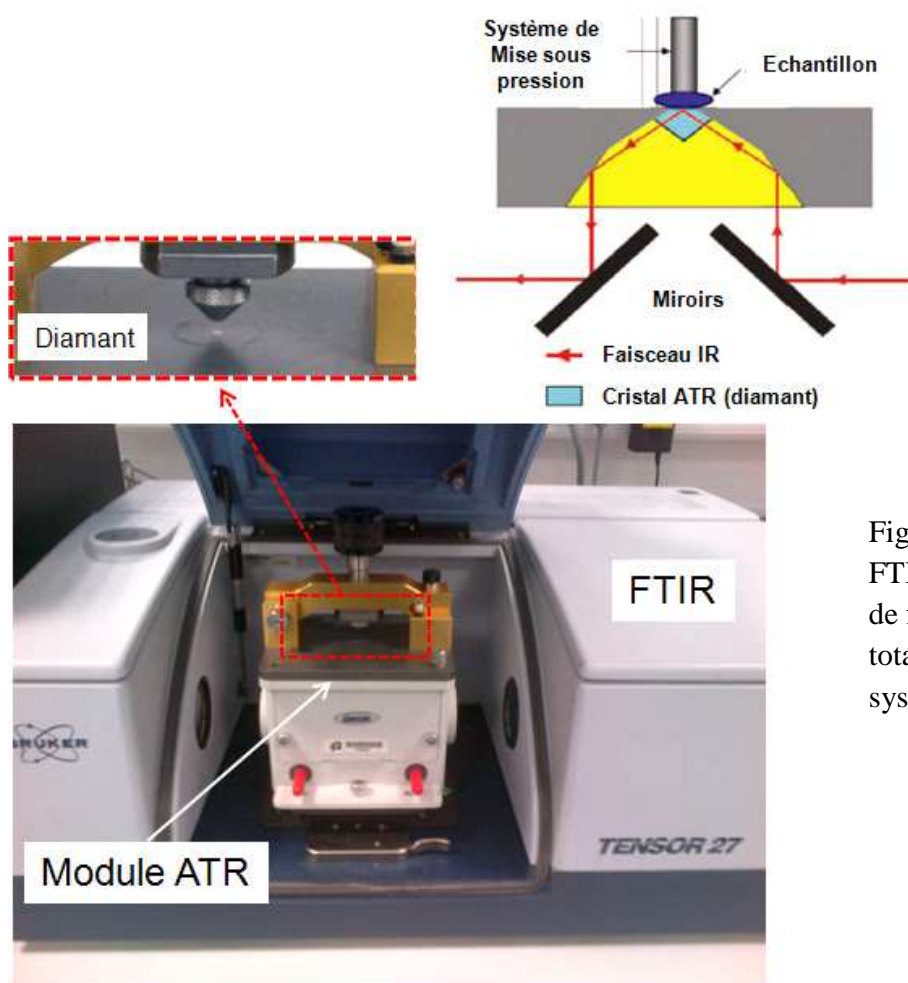 Système de
Mise sous
pression
Echantillon
Miroirs
Faisceau IR
Cristal ATR (diamant)
Diamant
FTIR
BRUKER
TENSOR 27
Module ATR
Fig
FTI
de
tota
sys